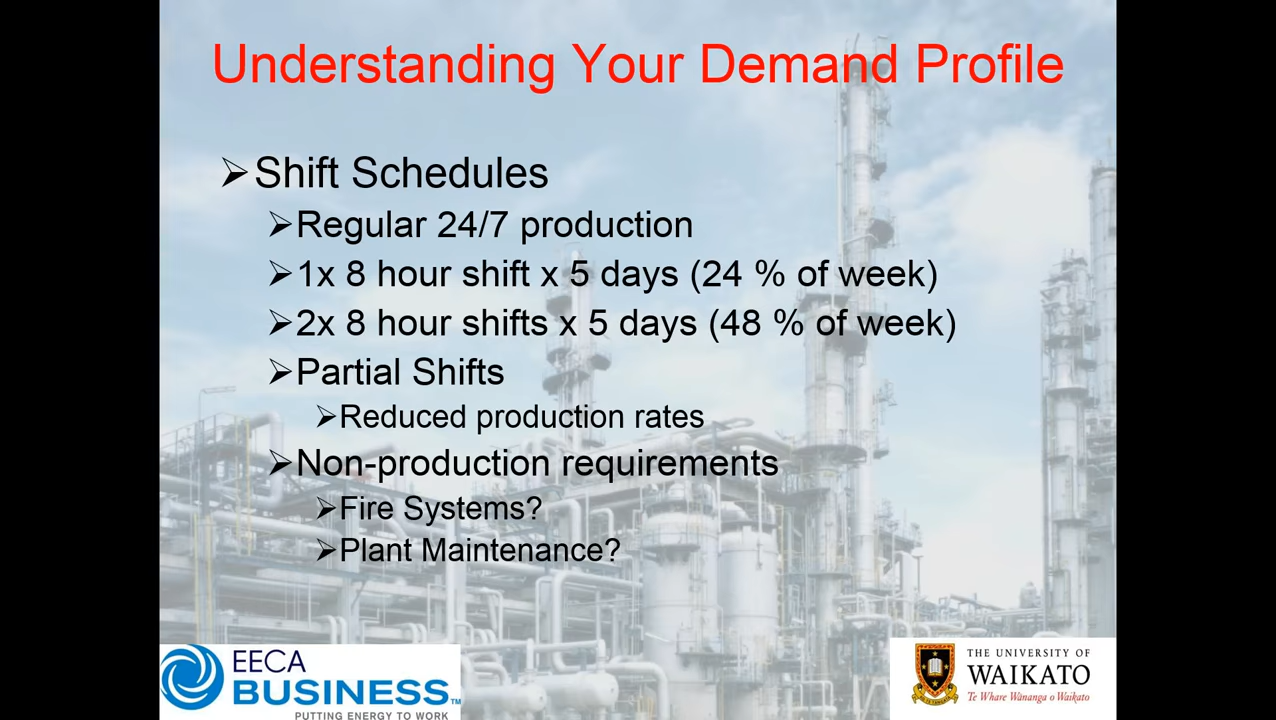 Understanding Your Demand Profile
➢Shift Schedules
➢Regular 24/7 production
➢1x 8 hour shift x 5 days (24 % of week)
➢2x 8 hour shifts x 5 days (48 % of week)
➢Partial Shifts
➢Reduced production rates
➢Non-production requirements
➢Fire Systems?
➢Plant Maintenance?
EECA
BUSINESS™
PUTTING ENERGY TO WORK
THE UNIVERSITY OF
WAIKATO
Te Whare Wānanga o Waikato